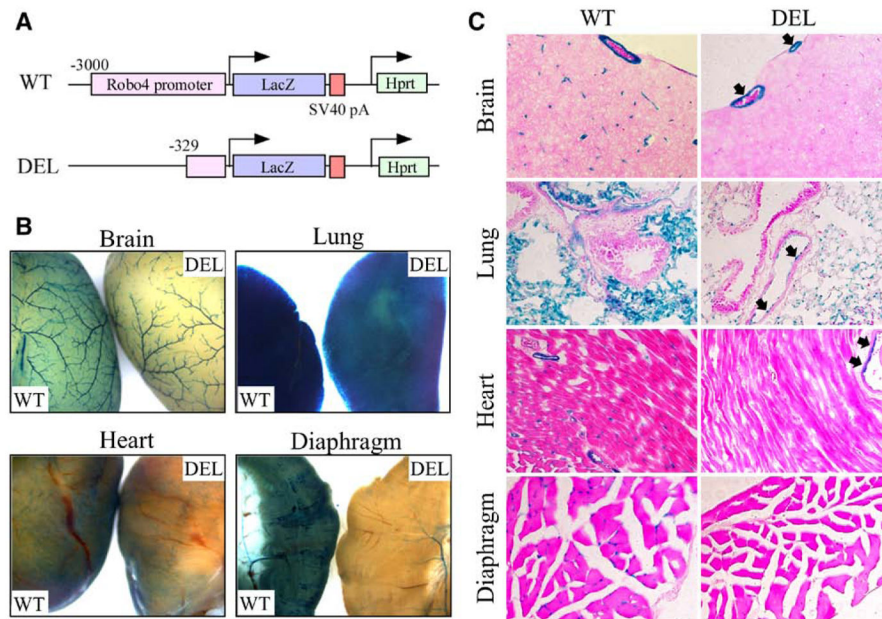 A
-3000
WT
Robo4 promoter
LacZ
Hprt
SV40 pA
-329
DEL
LacZ
Hprt
B
Brain
DEL
WT
Lung
DEL
WT
Heart
DEL
WT
Diaphragm
DEL
WT
C
WT
DEL
Brain
Lung
Heart
Diaphragm